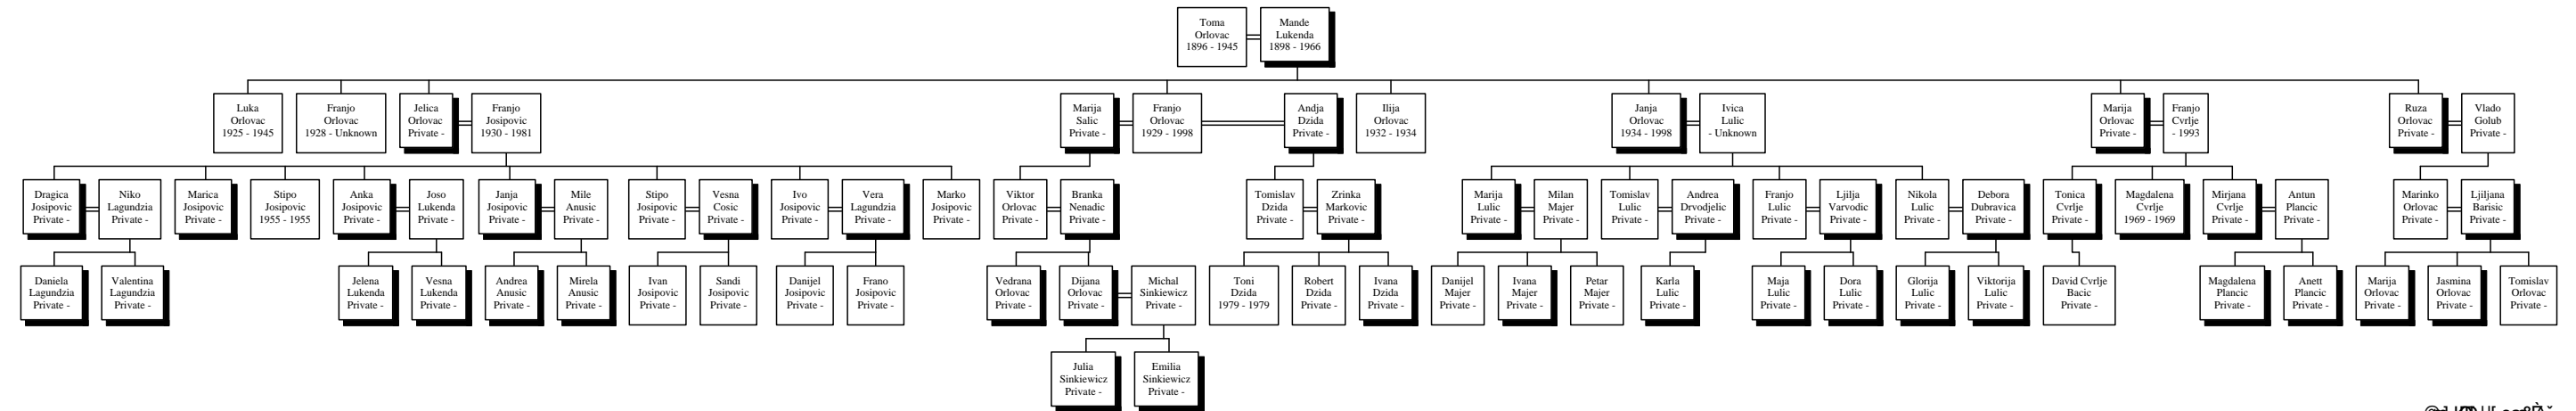 Toma
Orlovac
1896 - 1945
Mande
Lukenda
1898 - 1966
Luka
Orlovac
1925 - 1945
Franjo
Orlovac
1928 - Unknown
Jelica
Orlovac
Private -
Franjo
Josipovic
1930 - 1981
Marija
Salic
Private -
Franjo
Orlovac
1929 - 1998
Andja
Dzida
Private -
Ilija
Orlovac
1932 - 1934
Janja
Orlovac
1934 - 1998
Ivica
Lulic
- Unknown
Marija
Orlovac
Private -
Franjo
Cvrlje
- 1993
Ruza
Orlovac
Private -
Vlado
Golub
Private -
Dragica
Josipovic
Private -
Niko
Lagundzia
Private -
Marica
Josipovic
Private -
Stipo
Josipovic
1955 - 1955
Anka
Josipovic
Private -
Joso
Lukenda
Private -
Janja
Josipovic
Private -
Mile
Anusic
Private -
Stipo
Josipovic
Private -
Vesna
Cosic
Private -
Ivo
Josipovic
Private -
Vera
Lagundzia
Private -
Marko
Josipovic
Private -
Viktor
Orlovac
Private -
Branka
Nenadic
Private -
Tomislav
Dzida
Private -
Zrinka
Markovic
Private -
Marija
Lulic
Private -
Milan
Majer
Private -
Tomislav
Lulic
Private -
Andrea
Drvodjelic
Private -
Franjo
Lulic
Private -
Ljilja
Varvodic
Private -
Nikola
Lulic
Private -
Debora
Dubravica
Private -
Tonica
Cvrlje
Private -
Magdalena
Cvrlje
1969 - 1969
Mirjana
Cvrlje
Private -
Antun
Plancic
Private -
Marinko
Orlovac
Private -
Ljiljana
Barisic
Private -
Daniela
Lagundzia
Private -
Valentina
Lagundzia
Private -
Jelena
Lukenda
Private -
Vesna
Lukenda
Private -
Andrea
Anusic
Private -
Mirela
Anusic
Private -
Ivan
Josipovic
Private -
Sandi
Josipovic
Private -
Danijel
Josipovic
Private -
Frano
Josipovic
Private -
Vedrana
Orlovac
Private -
Dijana
Orlovac
Private -
Michal
Sinkiewicz
Private -
Toni
Dzida
1979 - 1979
Robert
Dzida
Private -
Ivana
Dzida
Private -
Danijel
Majer
Private -
Ivana
Majer
Private -
Petar
Majer
Private -
Karla
Lulic
Private -
Maja
Lulic
Private -
Dora
Lulic
Private -
Glorija
Lulic
Private -
Viktorija
Lulic
Private -
David Cvrlje
Bacic
Private -
Magdalena
Plancic
Private -
Anett
Plancic
Private -
Marija
Orlovac
Private -
Jasmina
Orlovac
Private -
Tomislav
Orlovac
Private -
Julia
Sinkiewicz
Private -
Emilia
Sinkiewicz
Private -